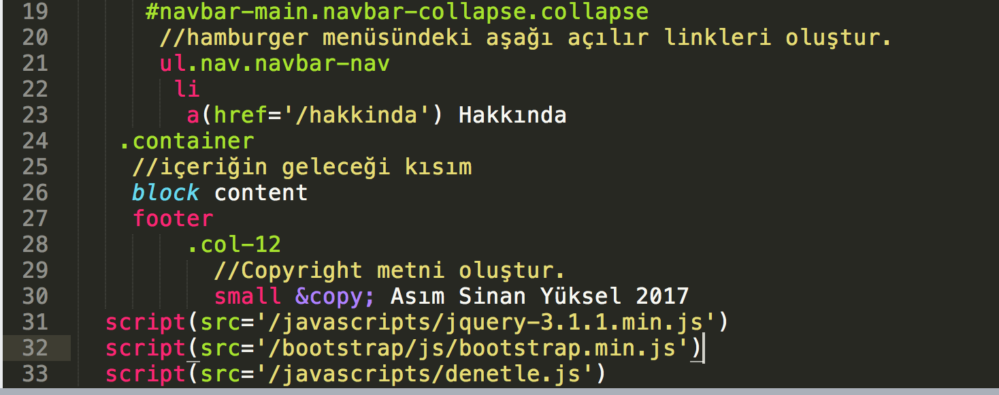 19 #navbar-main.navbar-collapse.collapse
20 //hamburger menüsündeki aşağı açılır linkleri oluştur.
21 ul.nav.navbar-nav
22 li
23 a(href='/hakkinda') Hakkında
24 .container
25 //içeriğin geleceği kısım
26 block content
27 footer
28 .col-12
29 //Copyright metni oluştur.
30 small &copy; Asım Sinan Yüksel 2017
31 script(src='/javascripts/jquery-3.1.1.min.js')
32 script(src='/bootstrap/js/bootstrap.min.js')
33 script(src='/javascripts/denetle.js')